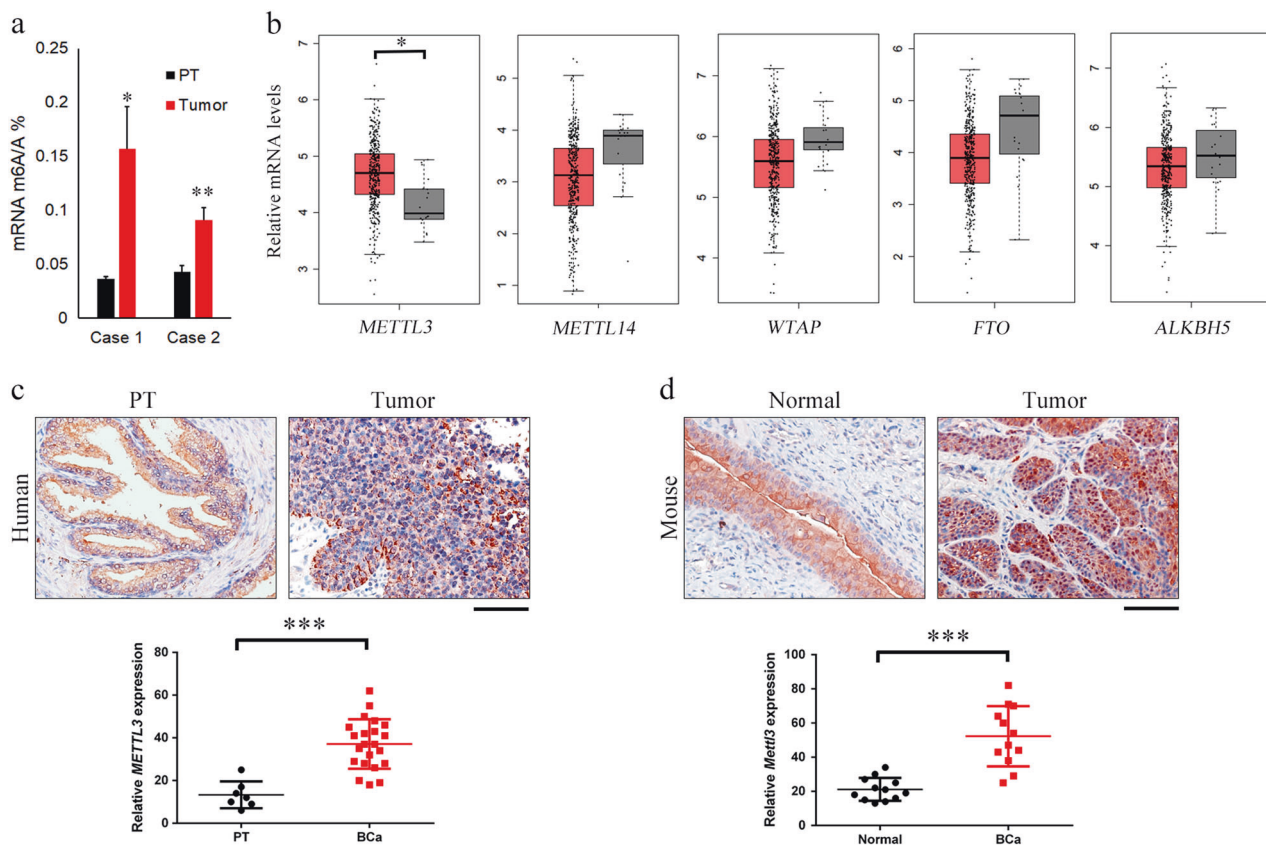 a
0.25
0.2
0.15
0.1
0.05
0
mRNA m6A/A %
PT
Tumor
*
**
Case 1
Case 2
b
Relative mRNA levels
7
6
5
4
3
*
METTL3
5
4
3
2
1
METTL14
7
6
5
4
WTAP
6
5
4
3
2
FTO
7
6
5
4
ALKBH5
c
PT
Tumor
Human
***
Relative METTL3 expression
80
60
40
20
0
PT
BCa
d
Normal
Tumor
Mouse
***
Relative Mettl3 expression
100
80
60
40
20
0
Normal
BCa